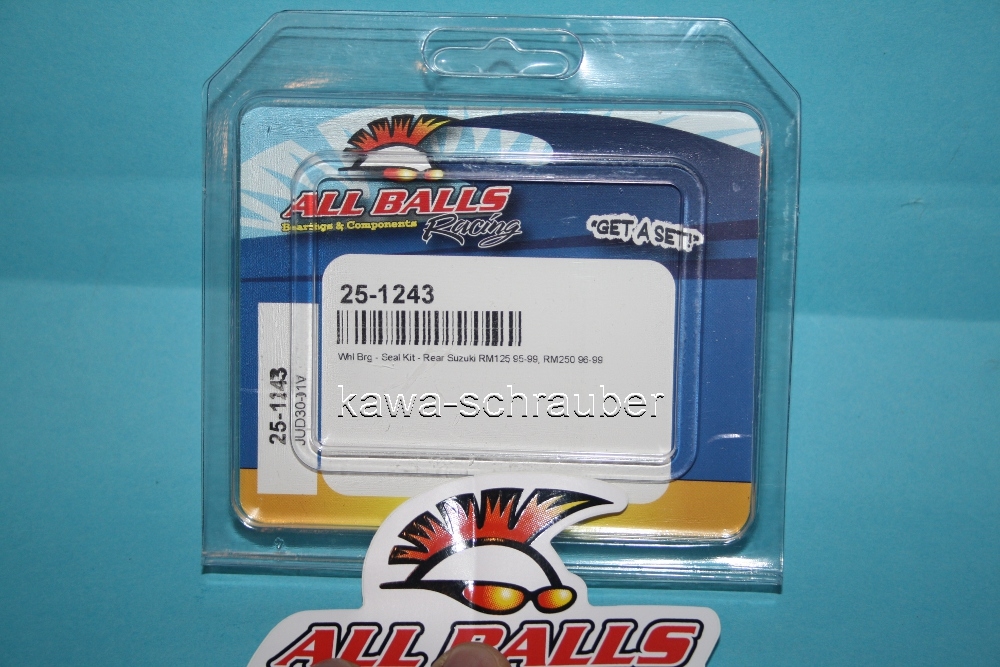 ALL BALLS
Bearings & Components
Racing
"GET A SET!"
25-1243
Whl Brg - Seal Kit - Rear Suzuki RM125 95-99, RM250 96-99
kawa-schrauber
25-1243
JUD30-01V
ALL BALLS